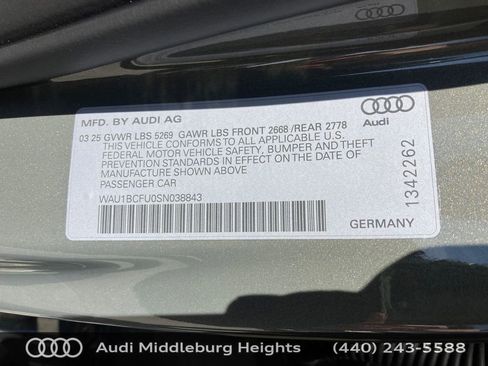 MFD. BY AUDI AG
03 25 GVWR LBS 5269 GAWR LBS FRONT 2668 /REAR 2778
THIS VEHICLE CONFORMS TO ALL APPLICABLE U.S.
FEDERAL MOTOR VEHICLE SAFETY, BUMPER AND THEFT
PREVENTION STANDARDS IN EFFECT ON THE DATE OF
MANUFACTURE SHOWN ABOVE
PASSENGER CAR
WAU1BCFU0SN038843
Audi
1342262
GERMANY
Audi Middleburg Heights
(440) 243-5588